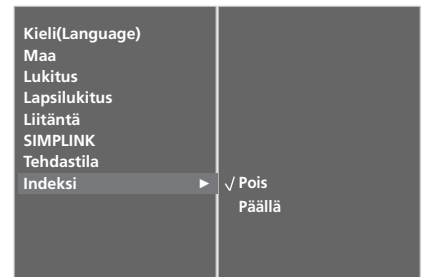 Kieli(Language)
Maa
Lukitus
Lapsilukitus
Liitäntä
SIMPLINK
Tehdastila
Indeksi ► √ Pois
Päällä